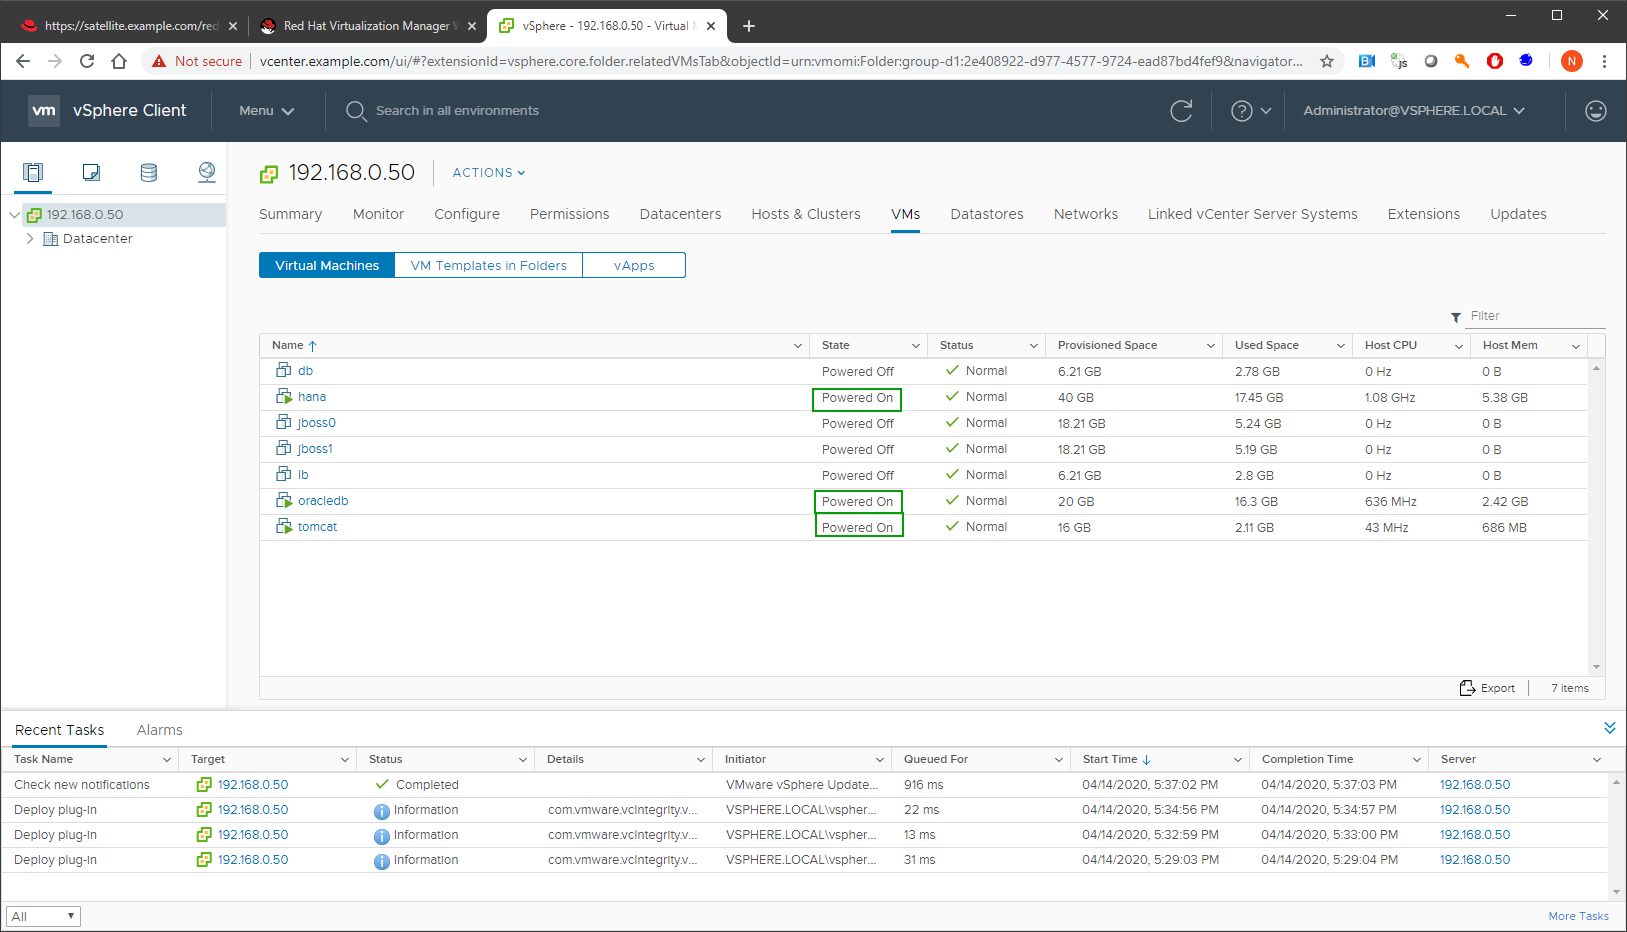 https://satellite.example.com/red
Red Hat Virtualization Manager
vSphere - 192.168.0.50 - Virtual
Not secure | vcenter.example.com/ui/#?extensionId=vsphere.core.folder.relatedVMsTab&objectId=urn:vmomi:Folder:group-d1:2e408922-d977-4577-9724-ead87bd4fef9&navigator...
N
vm vSphere Client Menu Search in all environments Administrator@VSPHERE.LOCAL
192.168.0.50 ACTIONS
192.168.0.50
Datacenter
Summary Monitor Configure Permissions Datacenters Hosts & Clusters VMs Datastores Networks Linked vCenter Server Systems Extensions Updates
Virtual Machines VM Templates in Folders vApps
Filter
Name State Status Provisioned Space Used Space Host CPU Host Mem
db Powered Off Normal 6.21 GB 2.78 GB 0 Hz 0 B
hana Powered On Normal 40 GB 17.45 GB 1.08 GHz 5.38 GB
jboss0 Powered Off Normal 18.21 GB 5.24 GB 0 Hz 0 B
jboss1 Powered Off Normal 18.21 GB 5.19 GB 0 Hz 0 B
lb Powered Off Normal 6.21 GB 2.8 GB 0 Hz 0 B
oracledb Powered On Normal 20 GB 16.3 GB 636 MHz 2.42 GB
tomcat Powered On Normal 16 GB 2.11 GB 43 MHz 686 MB
Export 7 items
Recent Tasks Alarms
Task Name Target Status Details Initiator Queued For Start Time Completion Time Server
Check new notifications 192.168.0.50 Completed VMware vSphere Update... 916 ms 04/14/2020, 5:37:02 PM 04/14/2020, 5:37:03 PM 192.168.0.50
Deploy plug-in 192.168.0.50 Information com.vmware.vcIntegrity.v... VSPHERE.LOCAL\vspher... 22 ms 04/14/2020, 5:34:56 PM 04/14/2020, 5:34:57 PM 192.168.0.50
Deploy plug-in 192.168.0.50 Information com.vmware.vcIntegrity.v... VSPHERE.LOCAL\vspher... 13 ms 04/14/2020, 5:32:59 PM 04/14/2020, 5:33:00 PM 192.168.0.50
Deploy plug-in 192.168.0.50 Information com.vmware.vcIntegrity.v... VSPHERE.LOCAL\vspher... 31 ms 04/14/2020, 5:29:03 PM 04/14/2020, 5:29:04 PM 192.168.0.50
All More Tasks